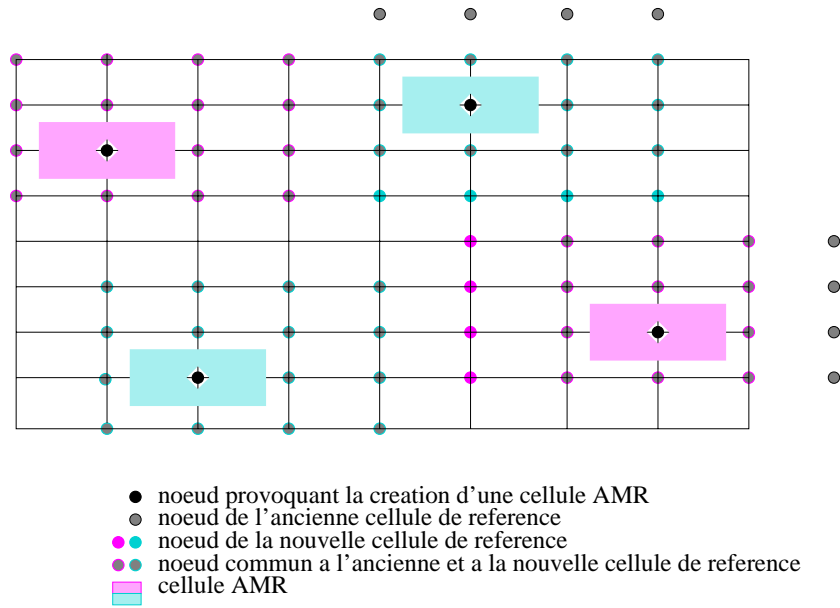 noeud provoquant la creation d'une cellule AMR
noeud de l'ancienne cellule de reference
noeud de la nouvelle cellule de reference
noeud commun a l'ancienne et a la nouvelle cellule de reference
cellule AMR